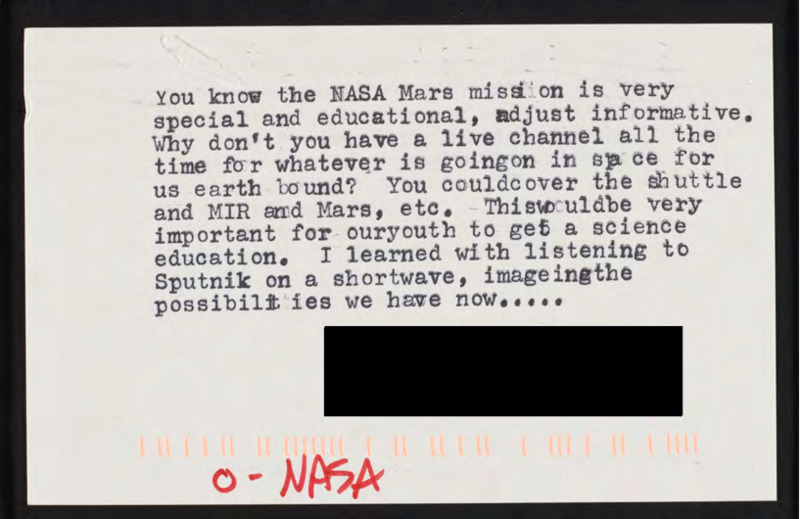 You know the NASA Mars mission is very
special and educational, adjust informative.
Why don't you have a live channel all the
time for whatever is goingon in space for
us earth bound?  You couldcover the shuttle
and MIR and Mars, etc.  Thiswouldbe very
important for ouryouth to get a science
education.  I learned with listening to
Sputnik on a shortwave, imageingthe
possibilities we have now.....
O - NASA